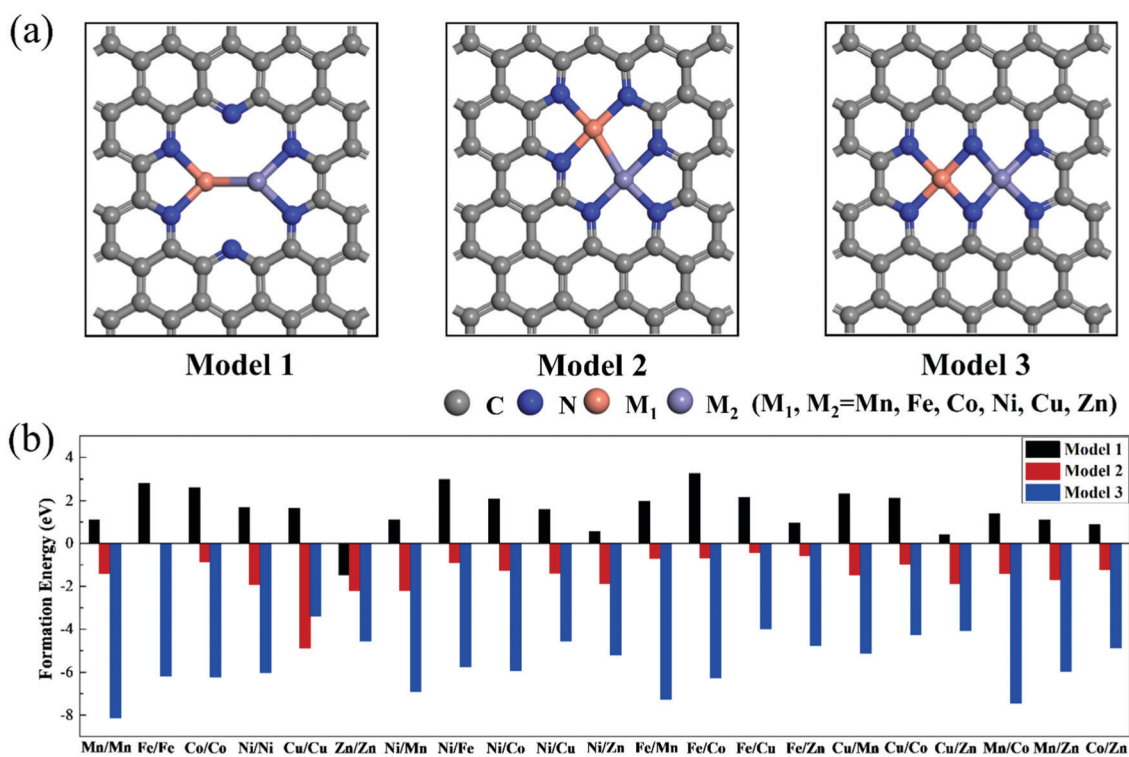 (a)
Model 1 Model 2 Model 3
C N M₁ M₂ (M₁, M₂=Mn, Fe, Co, Ni, Cu, Zn)
(b)
Model 1
Model 2
Model 3
Formation Energy (eV)
4
2
0
-2
-4
-6
-8
Mn/Mn Fe/Fe Co/Co Ni/Ni Cu/Cu Zn/Zn Ni/Mn Ni/Fe Ni/Co Ni/Cu Ni/Zn Fe/Mn Fe/Co Fe/Cu Fe/Zn Cu/Mn Cu/Co Cu/Zn Mn/Co Mn/Zn Co/Zn